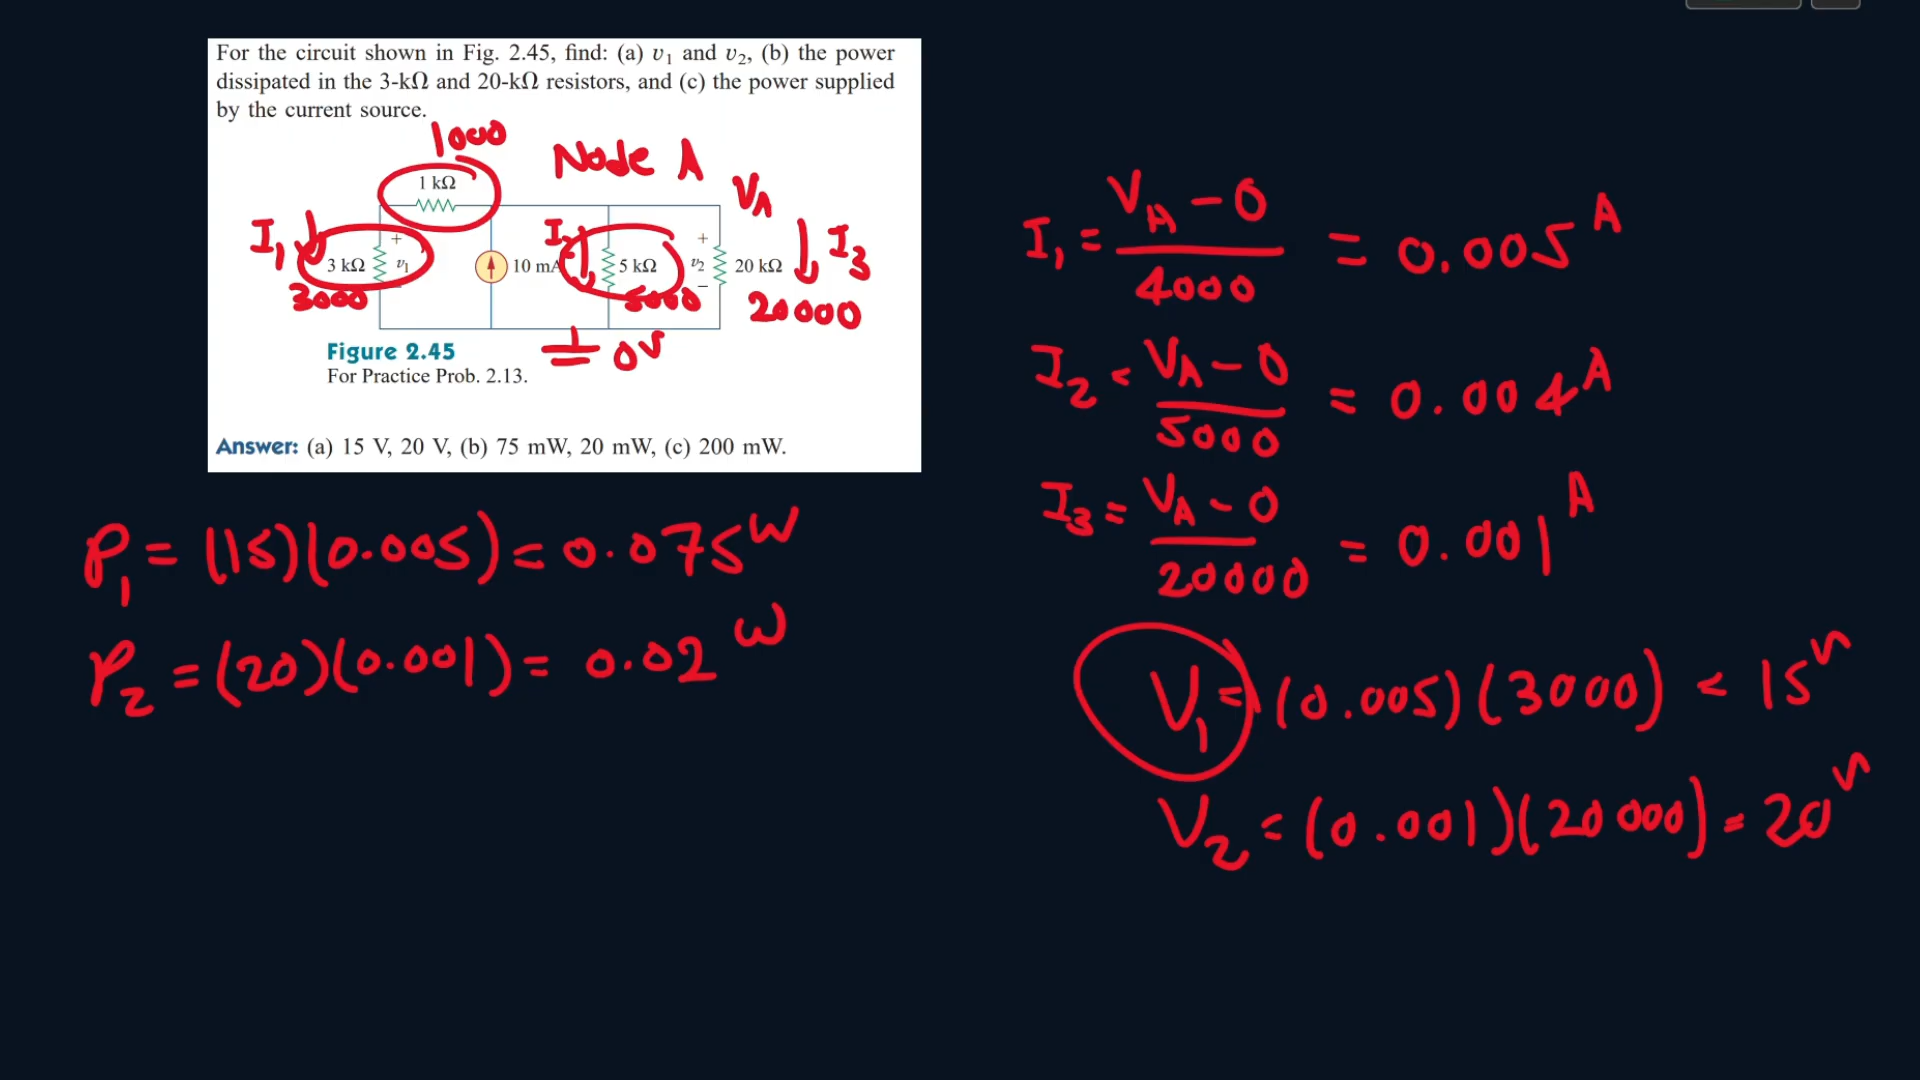 For the circuit shown in Fig. 2.45, find: (a) v₁ and v₂, (b) the power
dissipated in the 3-kΩ and 20-kΩ resistors, and (c) the power supplied
by the current source.
1000
Node A
1 kΩ
V_A
I₁
3 kΩ
+
v₁
3000
10 mA
I₂
5 kΩ
5000
+
v₂
−
20 kΩ
I₃
20000
0V
Figure 2.45
For Practice Prob. 2.13.
Answer: (a) 15 V, 20 V, (b) 75 mW, 20 mW, (c) 200 mW.
P₁ = (15)(0.005) = 0.075 W
P₂ = (20)(0.001) = 0.02 W
I₁ = (V_A − 0)/4000 = 0.005 A
I₂ = (V_A − 0)/5000 = 0.004 A
I₃ = (V_A − 0)/20000 = 0.001 A
V₁ = (0.005)(3000) = 15 V
V₂ = (0.001)(20000) = 20 V